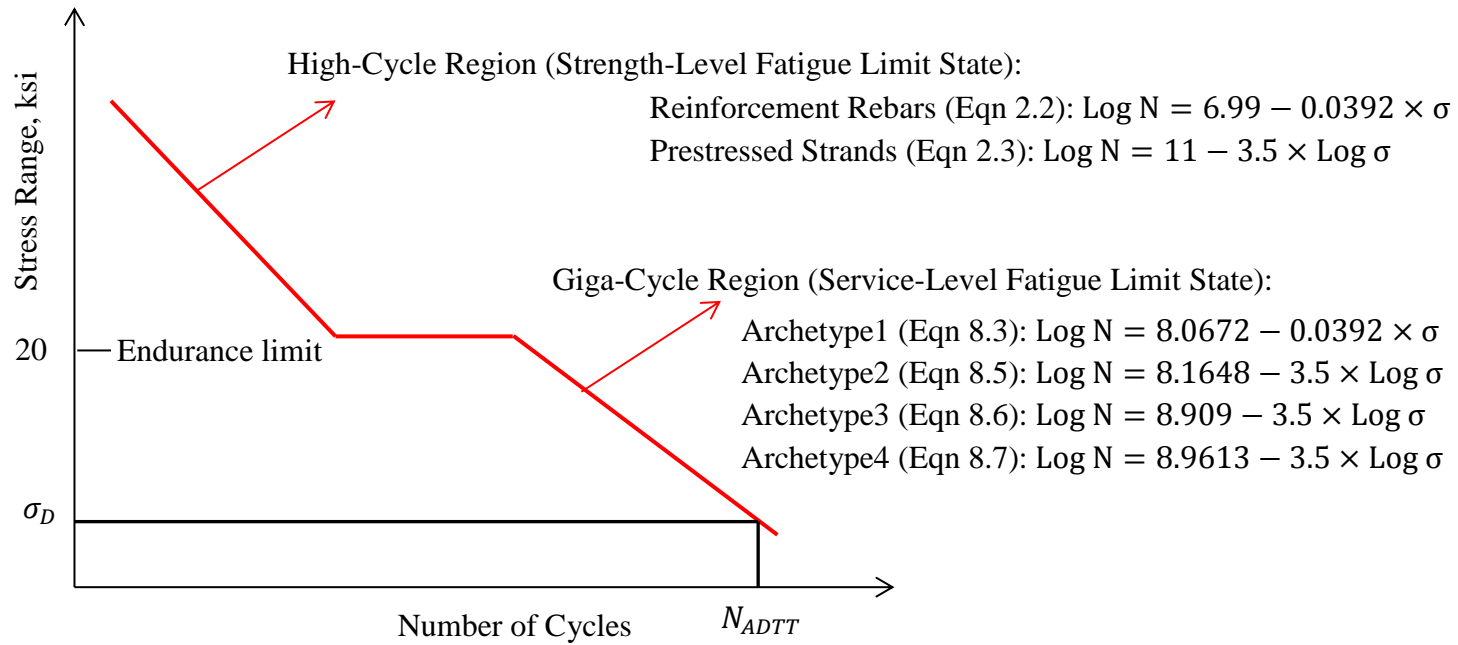 High-Cycle Region (Strength-Level Fatigue Limit State):
Reinforcement Rebars (Eqn 2.2): Log N = 6.99 − 0.0392 × σ
Prestressed Strands (Eqn 2.3): Log N = 11 − 3.5 × Log σ
Stress Range, ksi
Giga-Cycle Region (Service-Level Fatigue Limit State):
Archetype1 (Eqn 8.3): Log N = 8.0672 − 0.0392 × σ
20
Endurance limit
Archetype2 (Eqn 8.5): Log N = 8.1648 − 3.5 × Log σ
Archetype3 (Eqn 8.6): Log N = 8.909 − 3.5 × Log σ
Archetype4 (Eqn 8.7): Log N = 8.9613 − 3.5 × Log σ
σ_D
Number of Cycles
N_ADTT